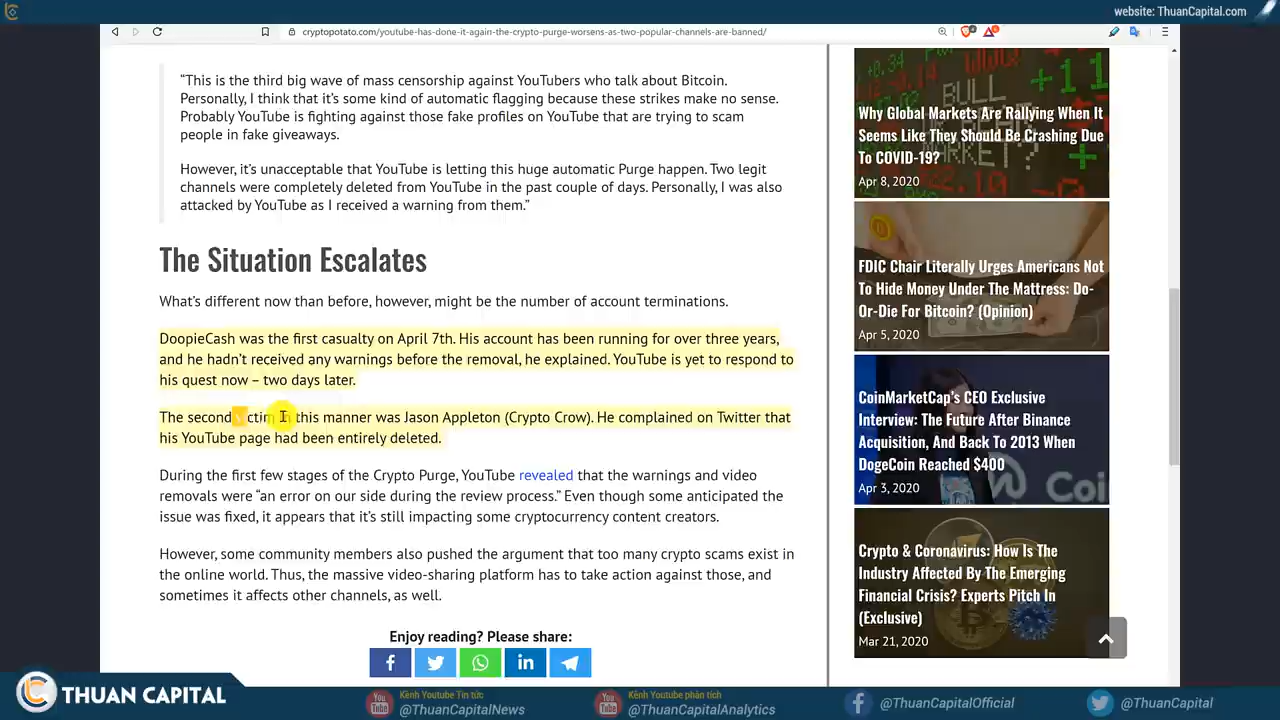 website: ThuanCapital.com
cryptopotato.com/youtube-has-done-it-again-the-crypto-purge-worsens-as-two-popular-channels-are-banned/
“This is the third big wave of mass censorship against YouTubers who talk about Bitcoin.
Personally, I think that it’s some kind of automatic flagging because these strikes make no sense.
Probably YouTube is fighting against those fake profiles on YouTube that are trying to scam
people in fake giveaways.
However, it’s unacceptable that YouTube is letting this huge automatic Purge happen. Two legit
channels were completely deleted from YouTube in the past couple of days. Personally, I was also
attacked by YouTube as I received a warning from them.”
The Situation Escalates
What’s different now than before, however, might be the number of account terminations.
DoopieCash was the first casualty on April 7th. His account has been running for over three years,
and he hadn’t received any warnings before the removal, he explained. YouTube is yet to respond to
his quest now – two days later.
The second victim in this manner was Jason Appleton (Crypto Crow). He complained on Twitter that
his YouTube page had been entirely deleted.
During the first few stages of the Crypto Purge, YouTube revealed that the warnings and video
removals were “an error on our side during the review process.” Even though some anticipated the
issue was fixed, it appears that it’s still impacting some cryptocurrency content creators.
However, some community members also pushed the argument that too many crypto scams exist in
the online world. Thus, the massive video-sharing platform has to take action against those, and
sometimes it affects other channels, as well.
Enjoy reading? Please share:
BULL
MARKET?
Why Global Markets Are Rallying When It
Seems Like They Should Be Crashing Due
To COVID-19?
Apr 8, 2020
FDIC Chair Literally Urges Americans Not
To Hide Money Under The Mattress: Do-
Or-Die For Bitcoin? (Opinion)
Apr 5, 2020
CoinMarketCap’s CEO Exclusive
Interview: The Future After Binance
Acquisition, And Back To 2013 When
DogeCoin Reached $400
Apr 3, 2020
Crypto & Coronavirus: How Is The
Industry Affected By The Emerging
Financial Crisis? Experts Pitch In
(Exclusive)
Mar 21, 2020
THUAN CAPITAL
Kênh Youtube Tin tức
@ThuanCapitalNews
Kênh Youtube phân tích
@ThuanCapitalAnalytics
@ThuanCapitalOfficial
@ThuanCapital